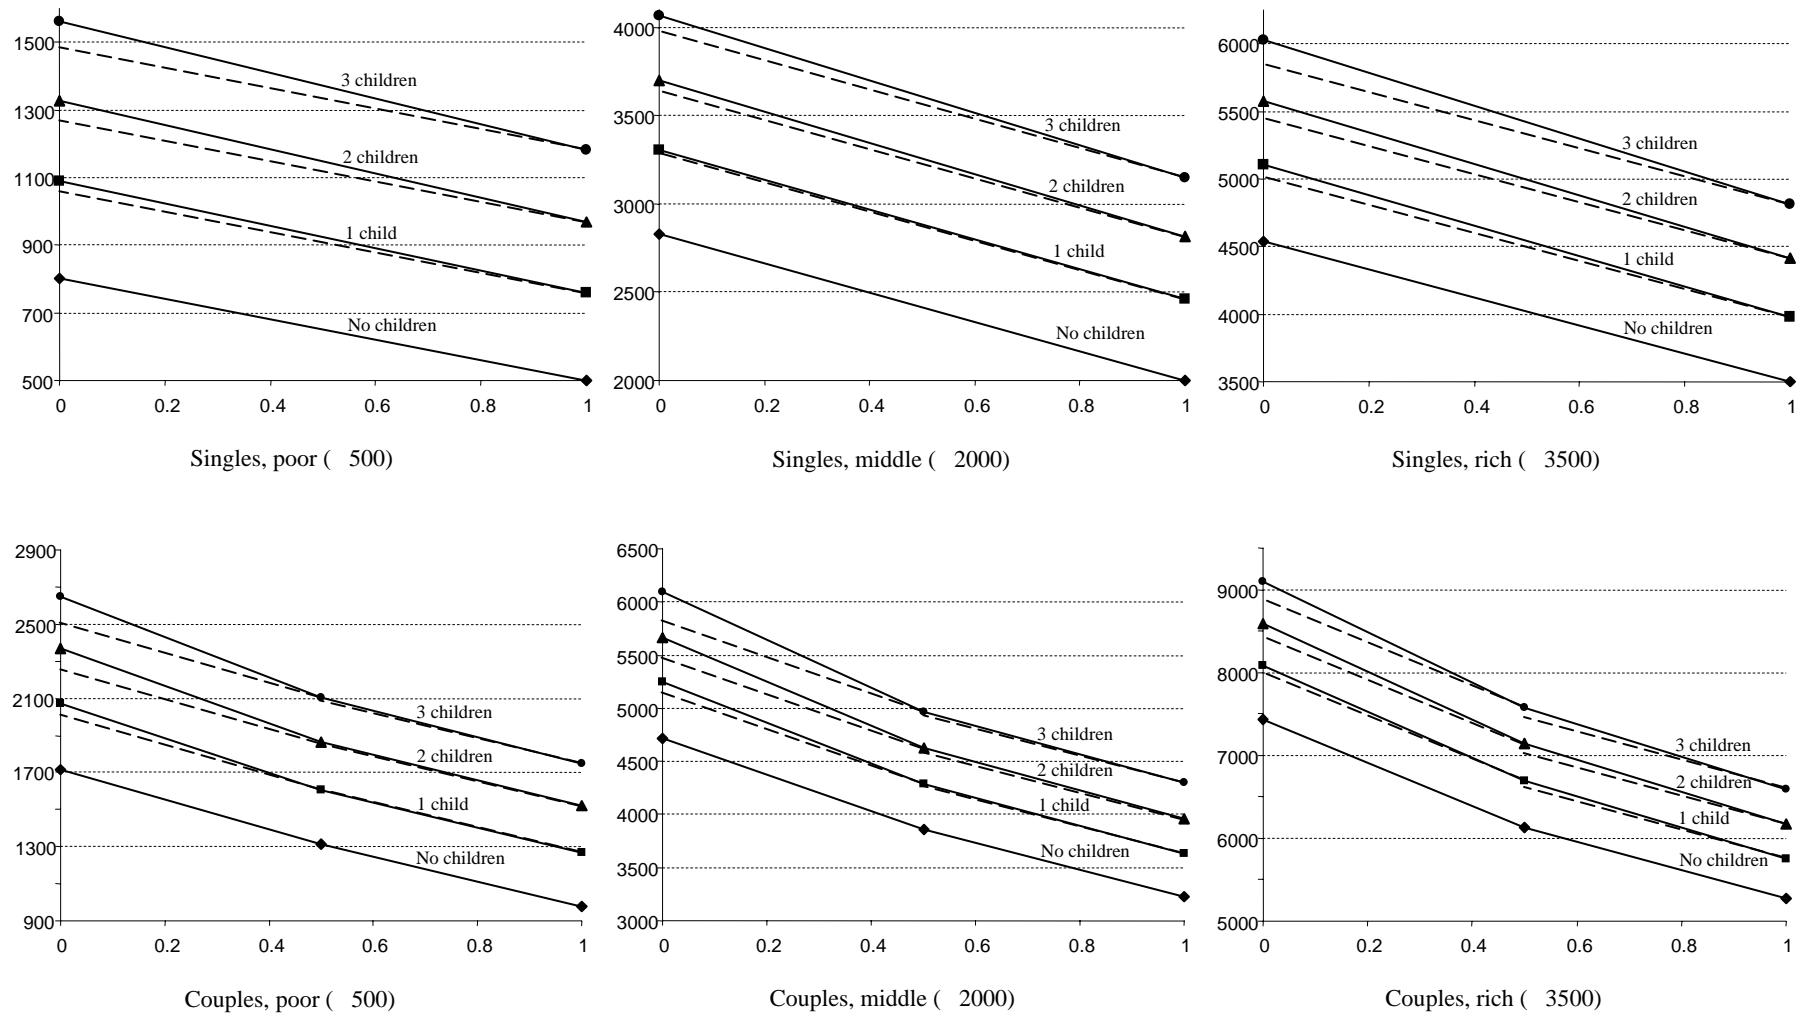 1500
1300
1100
900
700
500
3 children
2 children
1 child
No children
0 0.2 0.4 0.6 0.8 1
Singles, poor ( 500)
4000
3500
3000
2500
2000
3 children
2 children
1 child
No children
0 0.2 0.4 0.6 0.8 1
Singles, middle ( 2000)
6000
5500
5000
4500
4000
3500
3 children
2 children
1 child
No children
0 0.2 0.4 0.6 0.8 1
Singles, rich ( 3500)
2900
2500
2100
1700
1300
900
3 children
2 children
1 child
No children
0 0.2 0.4 0.6 0.8 1
Couples, poor ( 500)
6500
6000
5500
5000
4500
4000
3500
3000
3 children
2 children
1 child
No children
0 0.2 0.4 0.6 0.8 1
Couples, middle ( 2000)
9000
8000
7000
6000
5000
3 children
2 children
1 child
No children
0 0.2 0.4 0.6 0.8 1
Couples, rich ( 3500)